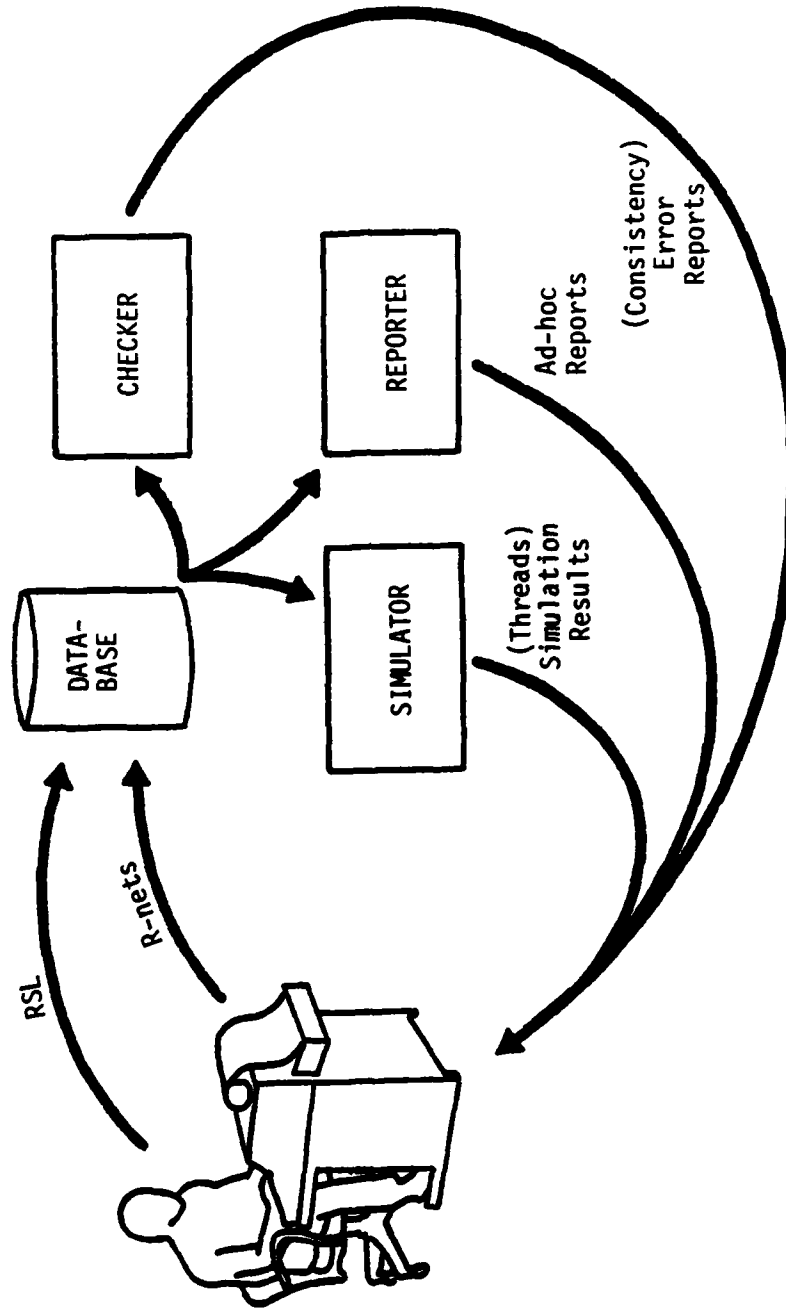 RSL
R-nets
DATA-
BASE
CHECKER
SIMULATOR
REPORTER
(Threads)
Simulation
Results
Ad-hoc
Reports
(Consistency)
Error
Reports